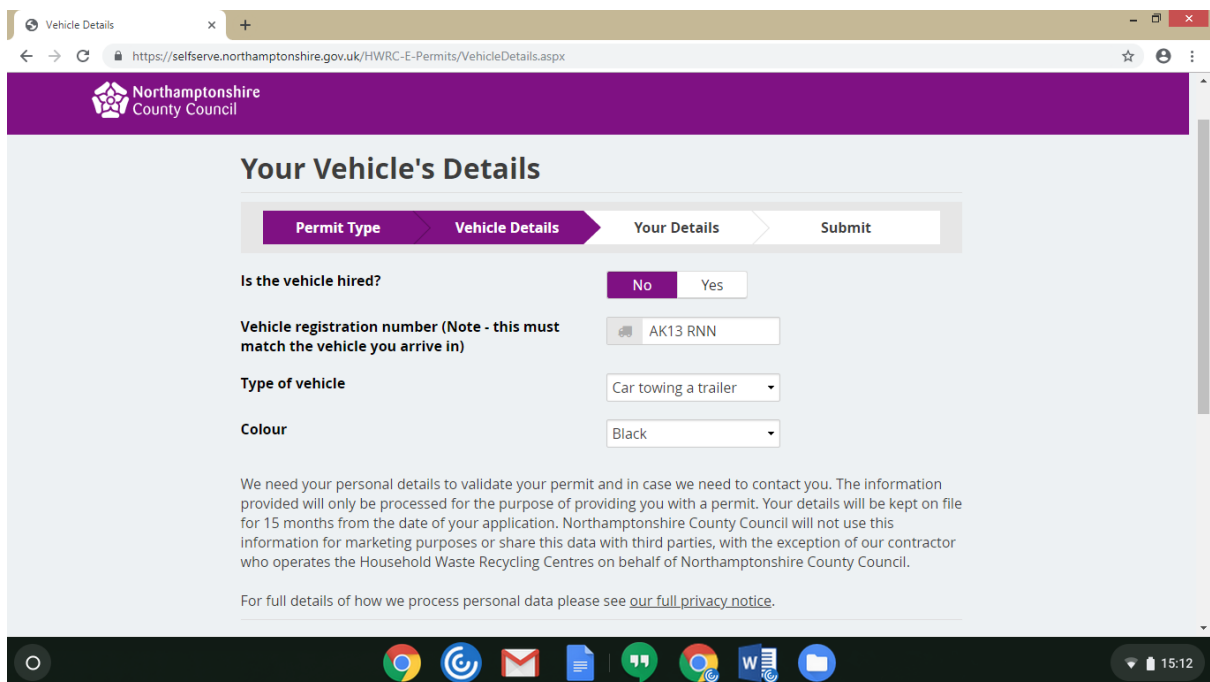 Vehicle Details
https://selfserve.northamptonshire.gov.uk/HWRC-E-Permits/VehicleDetails.aspx
Northamptonshire
County Council
Your Vehicle's Details
Permit Type Vehicle Details Your Details Submit
Is the vehicle hired? No Yes
Vehicle registration number (Note - this must
match the vehicle you arrive in)
AK13 RNN
Type of vehicle Car towing a trailer
Colour Black
We need your personal details to validate your permit and in case we need to contact you. The information
provided will only be processed for the purpose of providing you with a permit. Your details will be kept on file
for 15 months from the date of your application. Northamptonshire County Council will not use this
information for marketing purposes or share this data with third parties, with the exception of our contractor
who operates the Household Waste Recycling Centres on behalf of Northamptonshire County Council.
For full details of how we process personal data please see our full privacy notice.
W
15:12